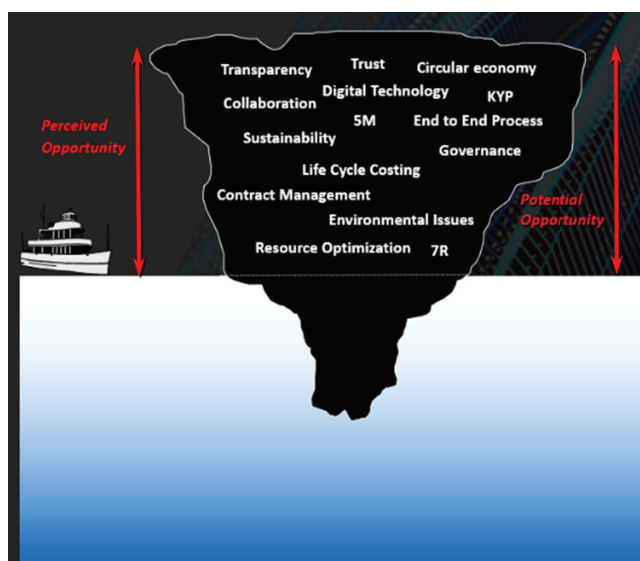 Transparency
Trust
Circular economy
Collaboration
Digital Technology
KYP
Perceived
Opportunity
Sustainability
5M
End to End Process
Governance
Life Cycle Costing
Contract Management
Potential
Opportunity
Environmental Issues
Resource Optimization
7R